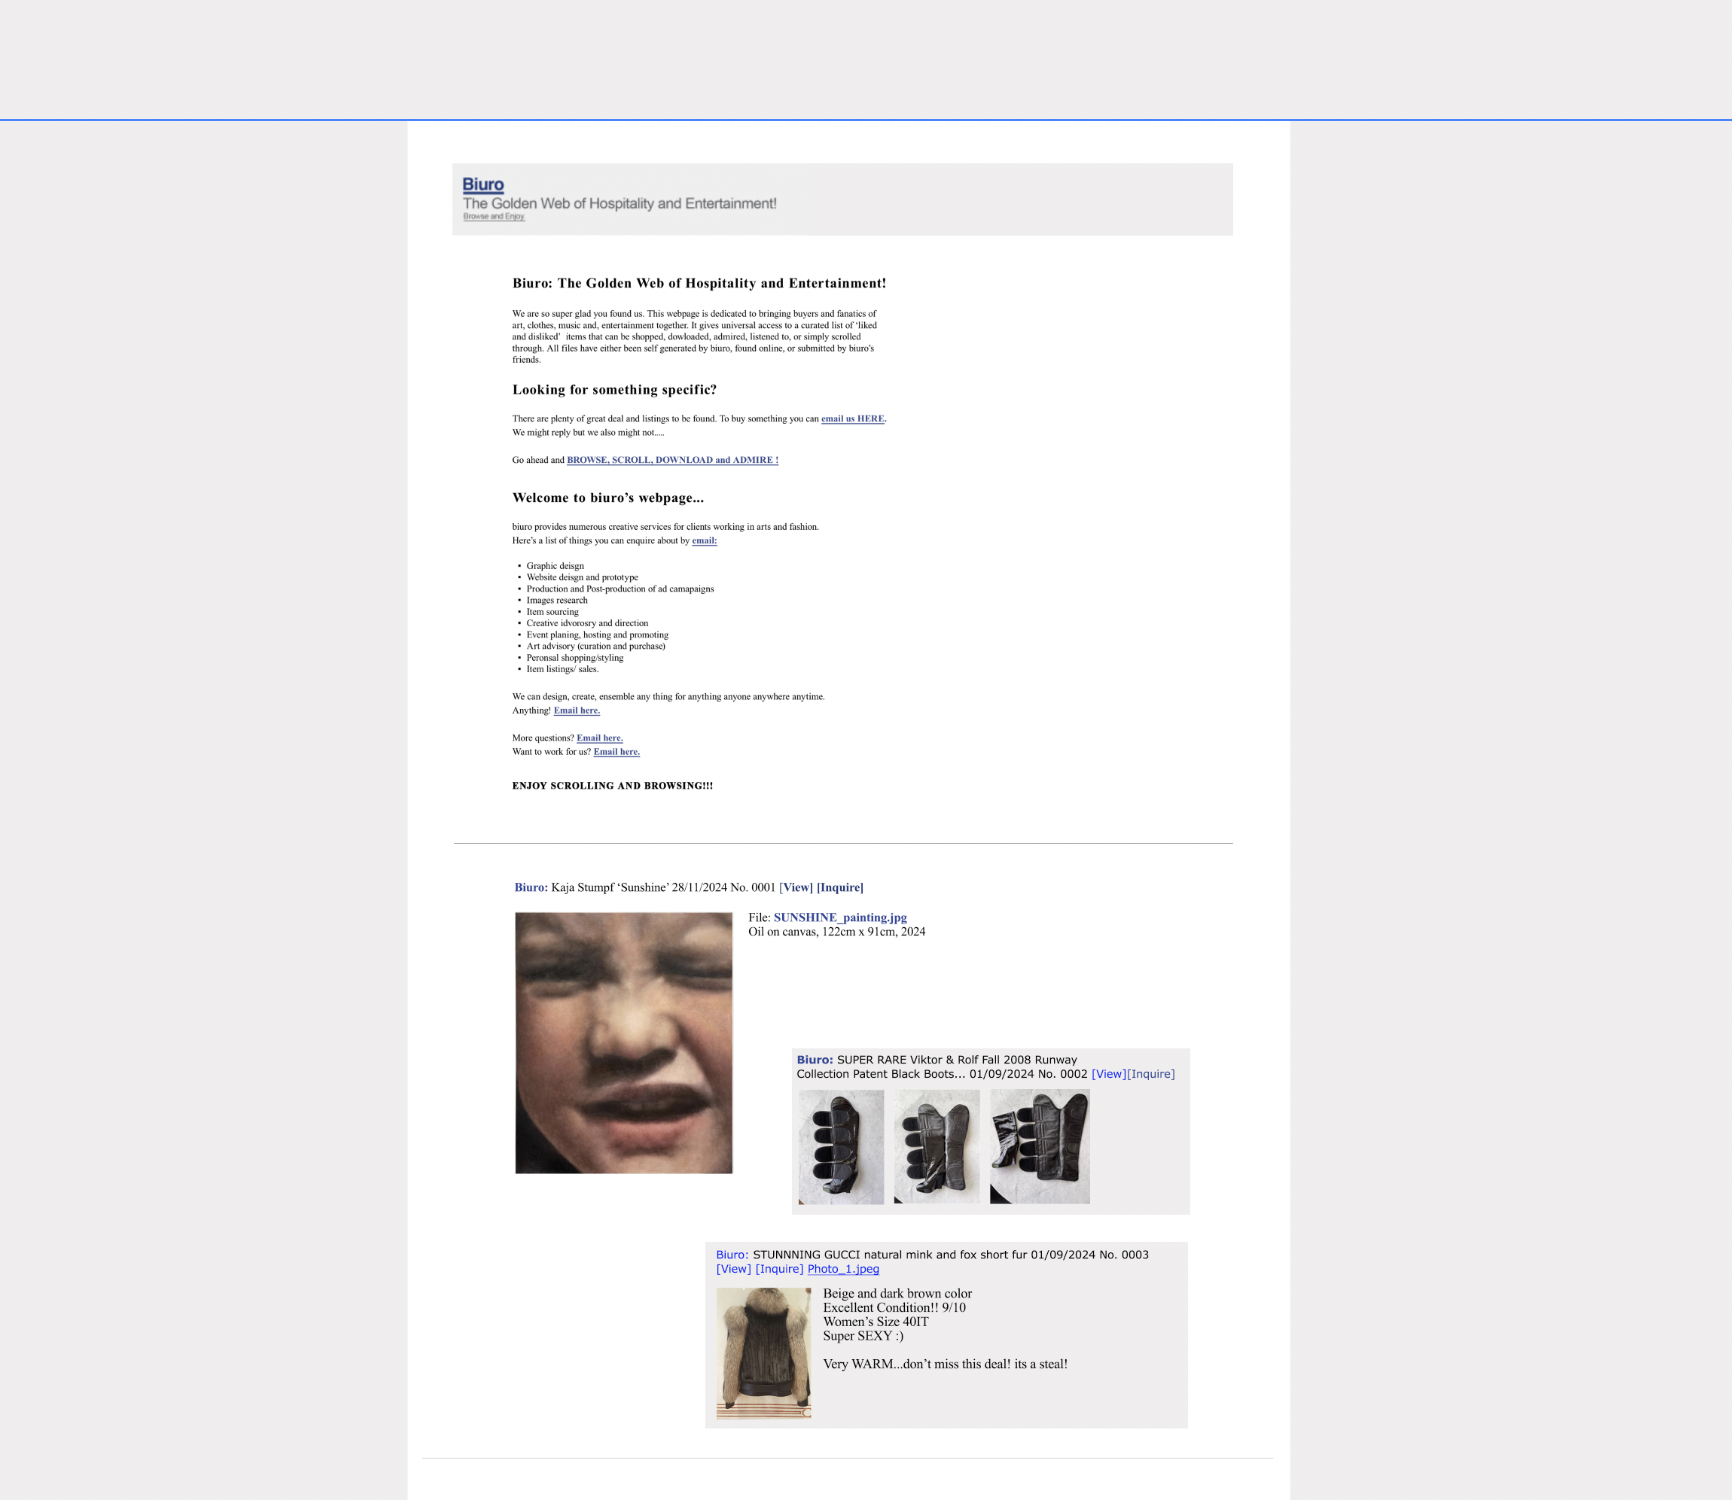 Biuro
The Golden Web of Hospitality and Entertainment!
Browse and Enjoy.
Biuro: The Golden Web of Hospitality and Entertainment!
We are so super glad you found us. This webpage is dedicated to bringing buyers and fanatics of
art, clothes, music and, entertainment together. It gives universal access to a curated list of ‘liked
and disliked’ items that can be shopped, dowloaded, admired, listened to, or simply scrolled
through. All files have either been self generated by biuro, found online, or submitted by biuro's
friends.
Looking for something specific?
There are plenty of great deal and listings to be found. To buy something you can email us HERE.
We might reply but we also might not.....
Go ahead and BROWSE, SCROLL, DOWNLOAD and ADMIRE !
Welcome to biuro’s webpage...
biuro provides numerous creative services for clients working in arts and fashion.
Here's a list of things you can enquire about by email:
• Graphic deisgn
• Website deisgn and prototype
• Production and Post-production of ad camapaigns
• Images research
• Item sourcing
• Creative idvorosry and direction
• Event planing, hosting and promoting
• Art advisory (curation and purchase)
• Peronsal shopping/styling
• Item listings/ sales.
We can design, create, ensemble any thing for anything anyone anywhere anytime.
Anything! Email here.
More questions? Email here.
Want to work for us? Email here.
ENJOY SCROLLING AND BROWSING!!!
Biuro: Kaja Stumpf ‘Sunshine’ 28/11/2024 No. 0001 [View] [Inquire]
File: SUNSHINE_painting.jpg
Oil on canvas, 122cm x 91cm, 2024
Biuro: SUPER RARE Viktor & Rolf Fall 2008 Runway
Collection Patent Black Boots... 01/09/2024 No. 0002 [View][Inquire]
Biuro: STUNNNING GUCCI natural mink and fox short fur 01/09/2024 No. 0003
[View] [Inquire] Photo_1.jpeg
Beige and dark brown color
Excellent Condition!! 9/10
Women’s Size 40IT
Super SEXY :)
Very WARM...don’t miss this deal! its a steal!